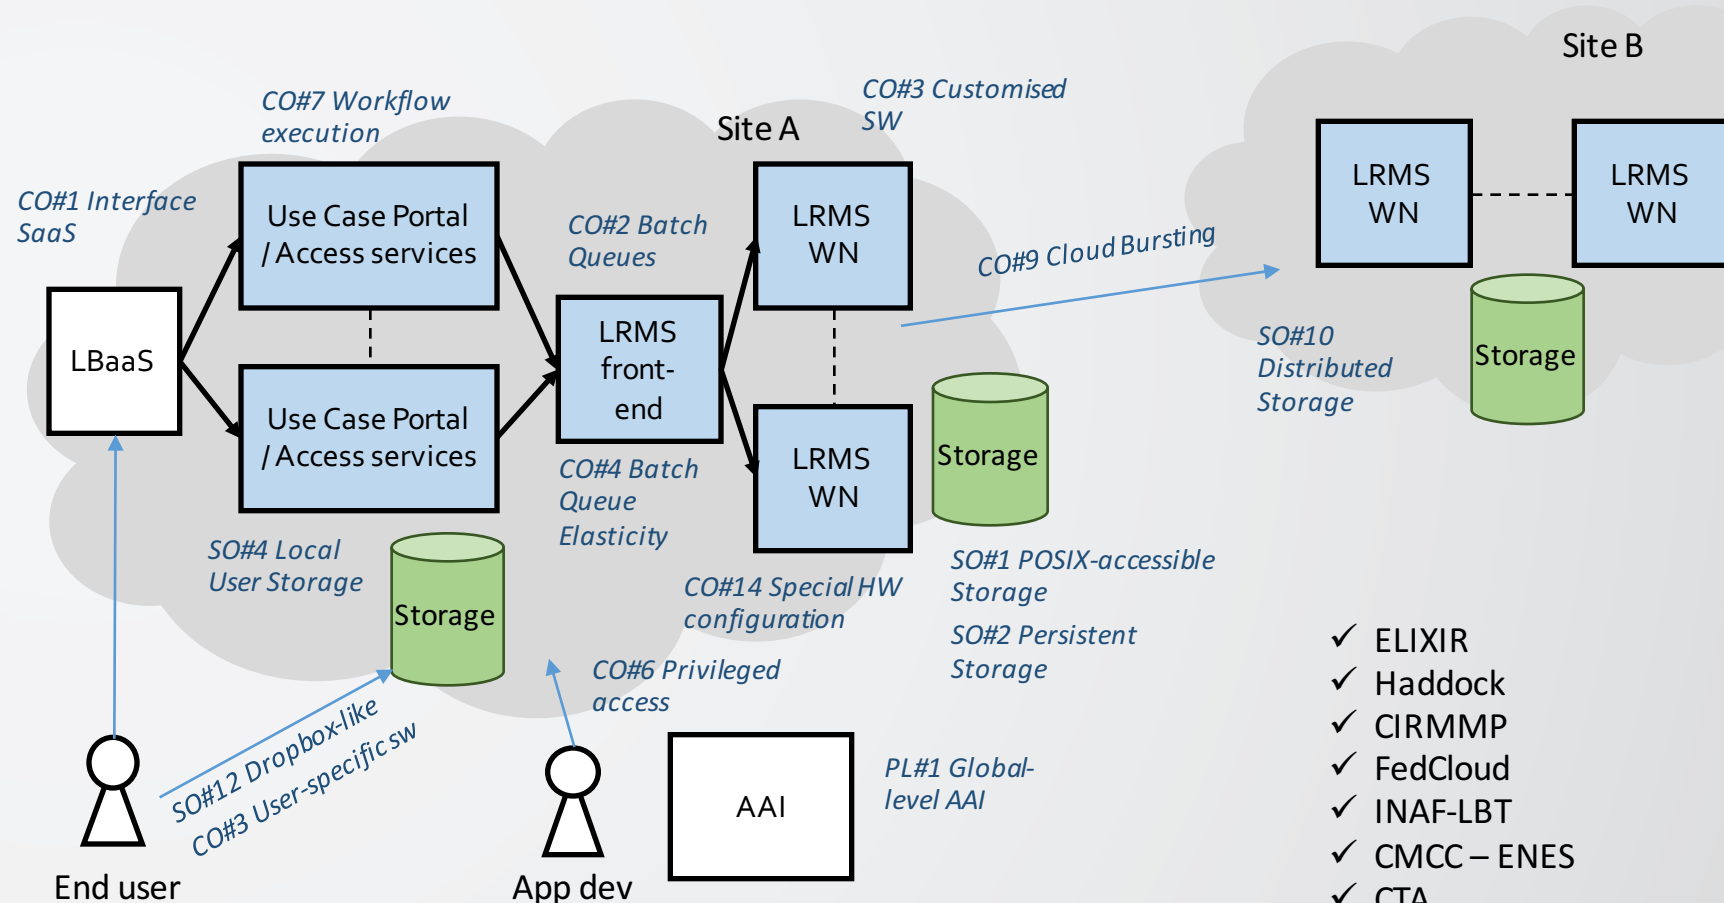 Site B
CO#7 Workflow
execution
Site A
CO#3 Customised
SW
CO#1 Interface
SaaS
Use Case Portal
/ Access services
CO#2 Batch
Queues
LRMS
WN
LRMS
WN
LRMS
WN
CO#9 Cloud Bursting
LBaaS
LRMS
front-
end
SO#10
Distributed
Storage
Storage
Use Case Portal
/ Access services
CO#4 Batch
Queue
Elasticity
LRMS
WN
Storage
SO#4 Local
User Storage
Storage
CO#14 Special HW
configuration
SO#1 POSIX-accessible
Storage
SO#2 Persistent
Storage
CO#6 Privileged
access
SO#12 Dropbox-like
CO#3 User-specific sw
AAI
PL#1 Global-
level AAI
End user
App dev
✓ ELIXIR
✓ Haddock
✓ CIRMMP
✓ FedCloud
✓ INAF-LBT
✓ CMCC – ENES
✓ CTA